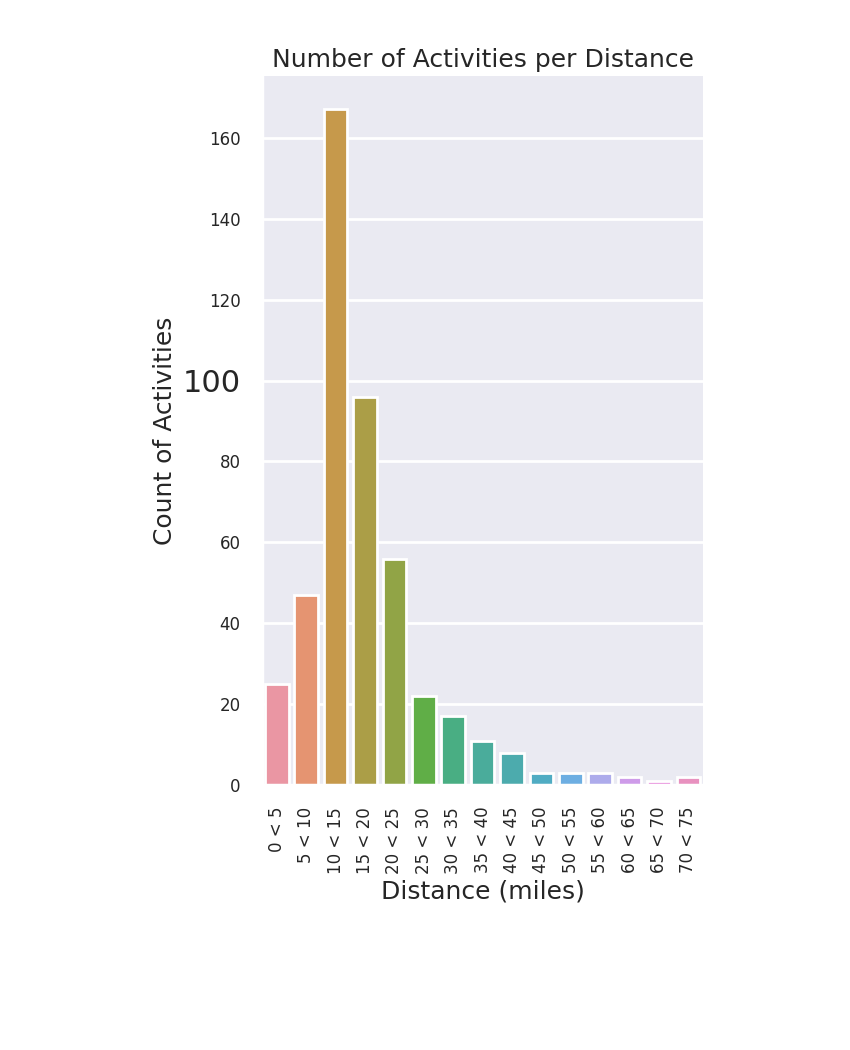 Number of Activities per Distance
Count of Activities
160
140
120
100
80
60
40
20
0
0 < 5
5 < 10
10 < 15
15 < 20
20 < 25
25 < 30
30 < 35
35 < 40
40 < 45
45 < 50
50 < 55
55 < 60
60 < 65
65 < 70
70 < 75
Distance (miles)